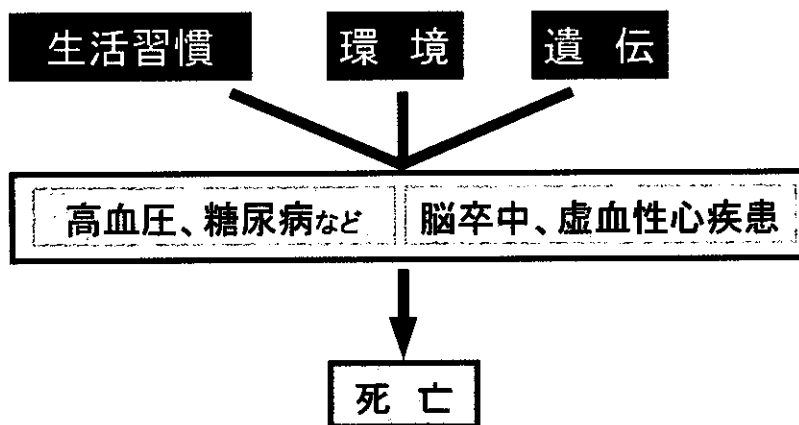 生活習慣
環 境
遺 伝
高血圧、糖尿病など
脳卒中、虚血性心疾患
死 亡